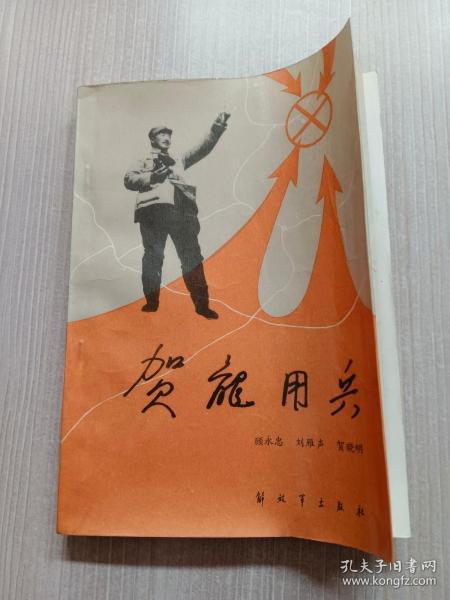 贺龙用兵
顾永忠 刘雁声 贺晓明
解放军出版社
孔夫子旧书网
www.kongfz.com